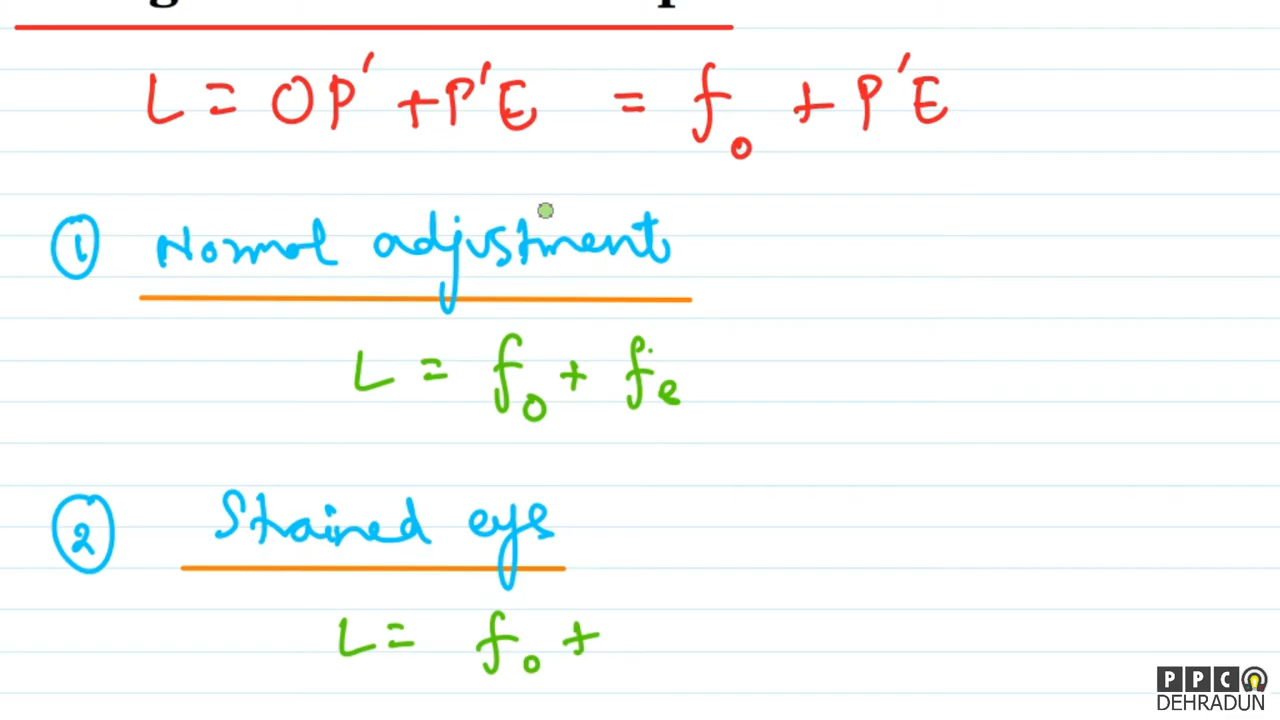 L = OP' + P'E = f₀ + P'E
① Normal adjustment
L = f₀ + fₑ
② Strained eye
L = f₀ +
PPC
DEHRADUN